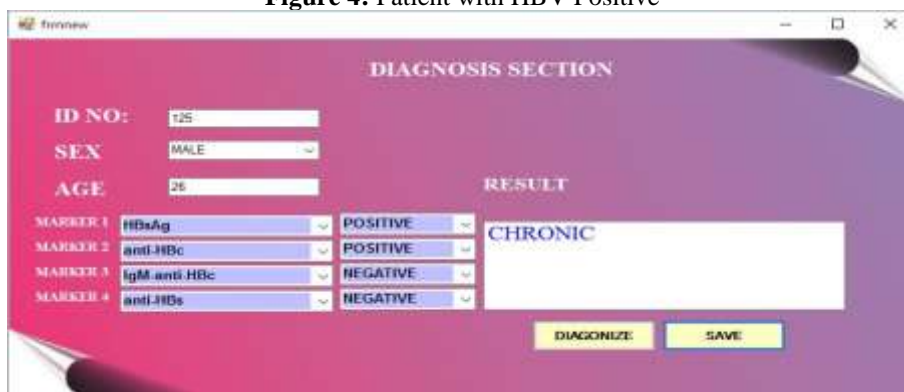 Figure 4: Patient with HBV Positive
frmnew
DIAGNOSIS SECTION
ID NO: 125
SEX MALE
AGE 26
RESULT
MARKER 1 HBsAg POSITIVE
MARKER 2 anti-HBc POSITIVE
MARKER 3 IgM anti-HBc NEGATIVE
MARKER 4 anti-HBs NEGATIVE
CHRONIC
DIAGONIZE SAVE